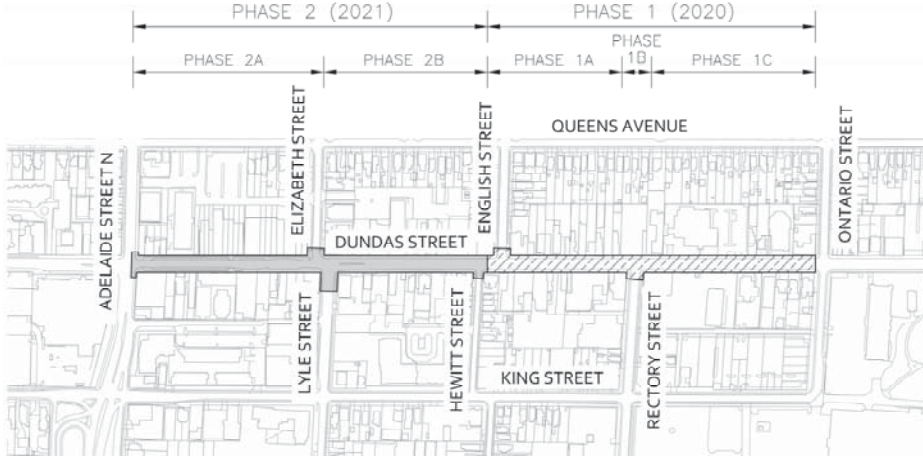 PHASE 2 (2021)
PHASE 1 (2020)
PHASE 2A
PHASE 2B
PHASE 1A
PHASE
1B
PHASE 1C
QUEENS AVENUE
ADELAIDE STREET N
ELIZABETH STREET
ENGLISH STREET
ONTARIO STREET
DUNDAS STREET
LYLE STREET
HEWITT STREET
KING STREET
RECTORY STREET